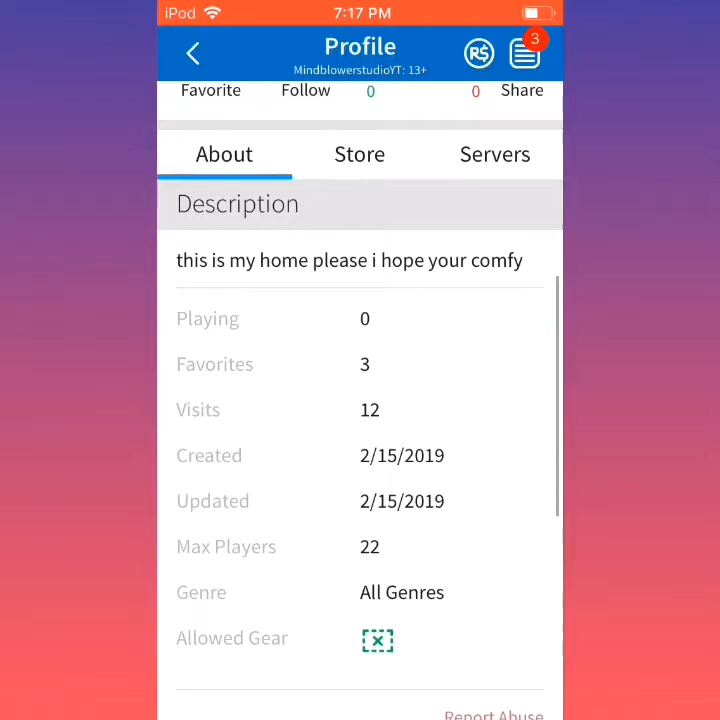 iPod 7:17 PM
Profile
MindblowerstudioYT: 13+
R$
3
Favorite Follow 0 0 Share
About Store Servers
Description
this is my home please i hope your comfy
Playing 0
Favorites 3
Visits 12
Created 2/15/2019
Updated 2/15/2019
Max Players 22
Genre All Genres
Allowed Gear
Report Abuse